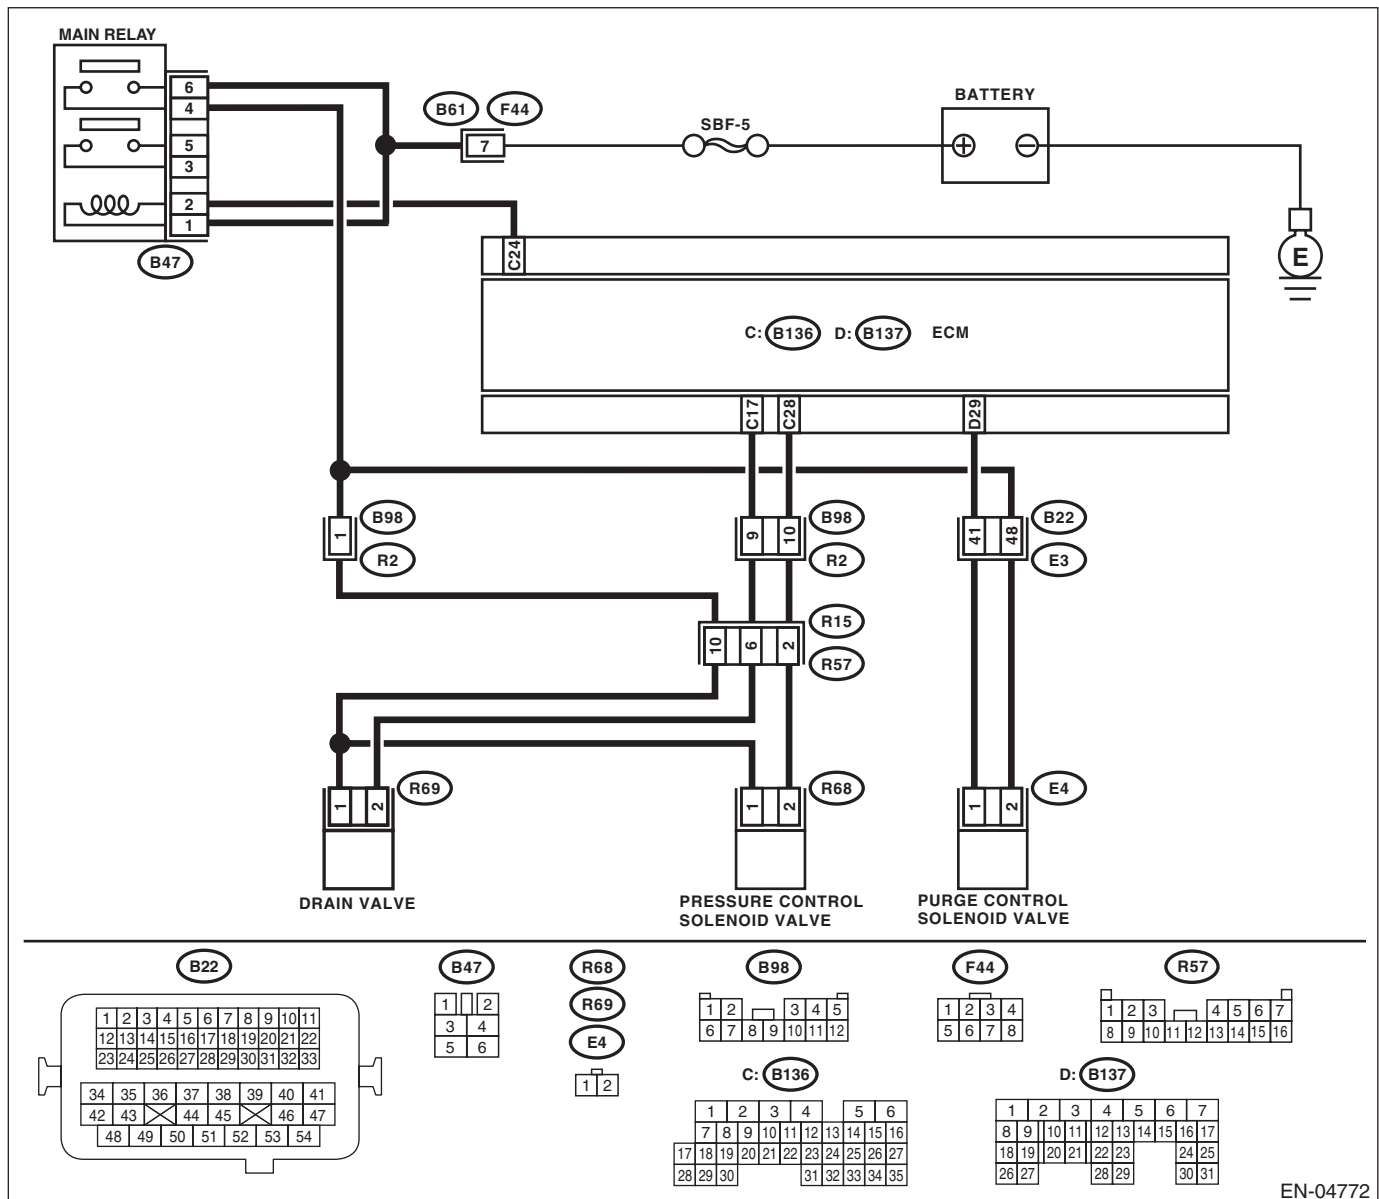 MAIN RELAY
6
4
5
3
2
1
B47
B61 F44
7
SBF-5
BATTERY
+ −
E
C24
C: B136 D: B137 ECM
C17 C28 D29
1
B98
R2
9 10
B98
R2
41 48
B22
E3
10 6 2
R15
R57
1 2
R69
1 2
R68
1 2
E4
DRAIN VALVE
PRESSURE CONTROL
SOLENOID VALVE
PURGE CONTROL
SOLENOID VALVE
B22
1 2 3 4 5 6 7 8 9 10 11
12 13 14 15 16 17 18 19 20 21 22
23 24 25 26 27 28 29 30 31 32 33
34 35 36 37 38 39 40 41
42 43 44 45 46 47
48 49 50 51 52 53 54
B47
1 2
3 4
5 6
R68
R69
E4
1 2
B98
1 2 3 4 5
6 7 8 9 10 11 12
F44
1 2 3 4
5 6 7 8
R57
1 2 3 4 5 6 7
8 9 10 11 12 13 14 15 16
C: B136
1 2 3 4 5 6
7 8 9 10 11 12 13 14 15 16
17 18 19 20 21 22 23 24 25 26 27
28 29 30 31 32 33 34 35
D: B137
1 2 3 4 5 6 7
8 9 10 11 12 13 14 15 16 17
18 19 20 21 22 23 24 25
26 27 28 29 30 31
EN-04772